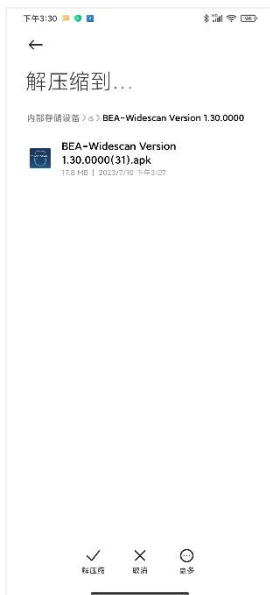 下午3:30
解压缩到...
内部存储设备 〉 〉 BEA-Widescan Version 1.30.0000
BEA-Widescan Version
1.30.0000(31).apk
17.8 MB | 2023/7/10 下午3:07
解压缩 取消 更多